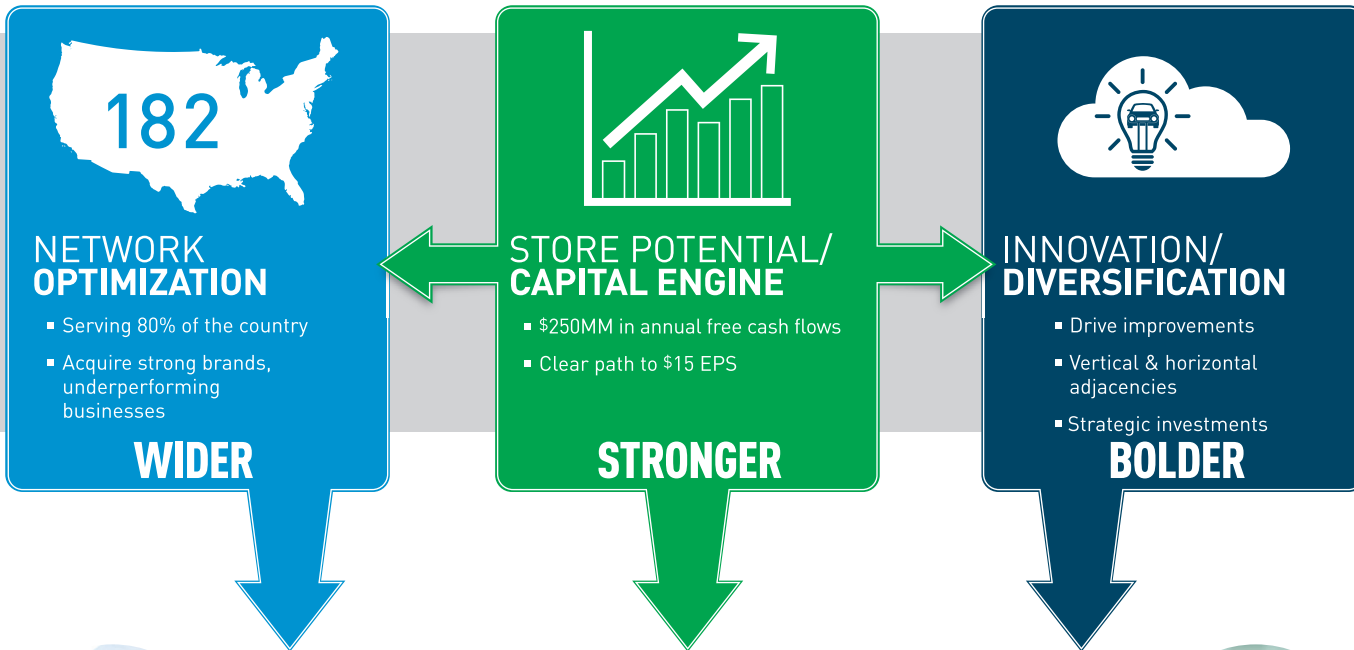 182
NETWORK
OPTIMIZATION
▪ Serving 80% of the country
▪ Acquire strong brands,
underperforming
businesses
WIDER
STORE POTENTIAL/
CAPITAL ENGINE
▪ $250MM in annual free cash flows
▪ Clear path to $15 EPS
STRONGER
INNOVATION/
DIVERSIFICATION
▪ Drive improvements
▪ Vertical & horizontal
adjacencies
▪ Strategic investments
BOLDER